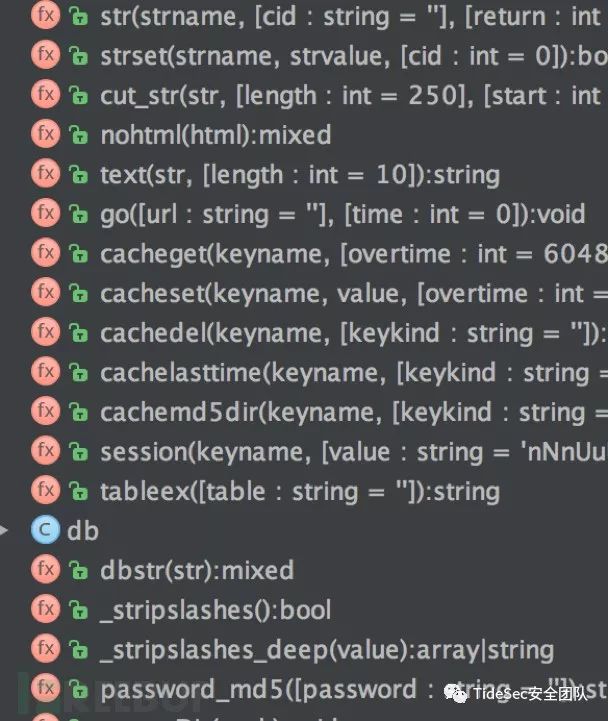 fx str(strname, [cid : string = ''], [return : int
fx strset(strname, strvalue, [cid : int = 0]):bo
fx cut_str(str, [length : int = 250], [start : int
fx nohtml(html):mixed
fx text(str, [length : int = 10]):string
fx go([url : string = ''], [time : int = 0]):void
fx cacheget(keyname, [overtime : int = 6048
fx cacheset(keyname, value, [overtime : int =
fx cachedel(keyname, [keykind : string = '']):
fx cachelasttime(keyname, [keykind : string =
fx cachemd5dir(keyname, [keykind : string =
fx session(keyname, [value : string = 'nNnUu
fx tableex([table : string = '']):string
C db
fx dbstr(str):mixed
fx _stripslashes():bool
fx _stripslashes_deep(value):array|string
fx password_md5([password : string = '']):st
TideSec安全团队